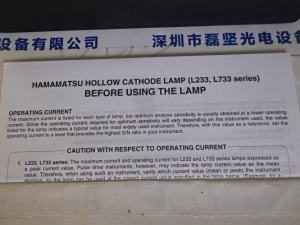 设备有限公司 深圳市磊坚光电设
HAMAMATSU HOLLOW CATHODE LAMP (L233, L733 series)
BEFORE USING THE LAMP
OPERATING CURRENT
The maximum current is listed for each type of lamp, but optimum analysis sensitivity is usually obtained at a lower operating
current. Since the operating current, required for optimum sensitivity will vary depending on the instrument used, the value
listed for the lamp indicates a typical value for most widely used instrument. Therefore, with this value as a reference, set the
operating current to a level that provides the highest S/N ratio in your instrument.
CAUTION WITH RESPECT TO OPERATING CURRENT
1. L233, L733 series: The maximum current and operating current for L233 and L733 series lamps expressed as
a peak current value. Pulse drive instruments, however, may indicate the lamp current value as the mean
value. Therefore, when using such an instrument, verify which current value (mean or peak) the instrument